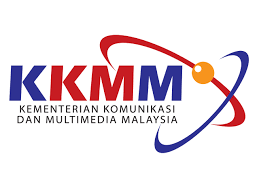 KKMM
KEMENTERIAN KOMUNIKASI
DAN MULTIMEDIA MALAYSIA